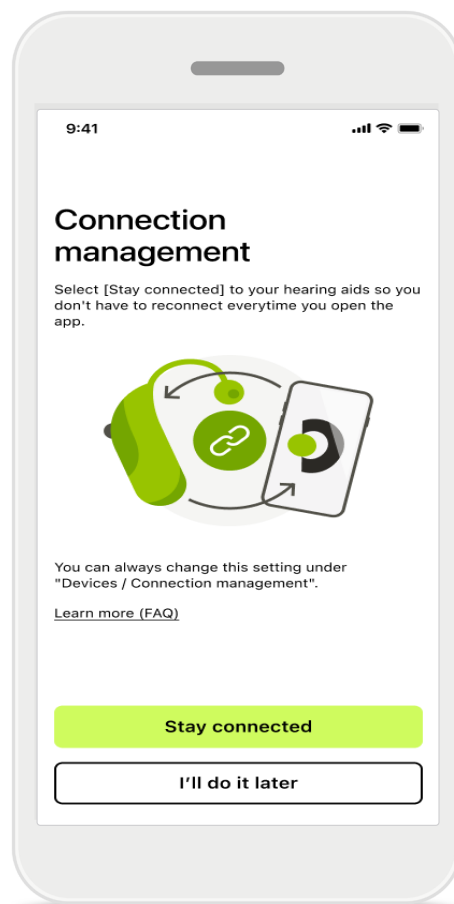 9:41
Connection
management
Select [Stay connected] to your hearing aids so you
don't have to reconnect everytime you open the
app.
You can always change this setting under
"Devices / Connection management".
Learn more (FAQ)
Stay connected
I'll do it later